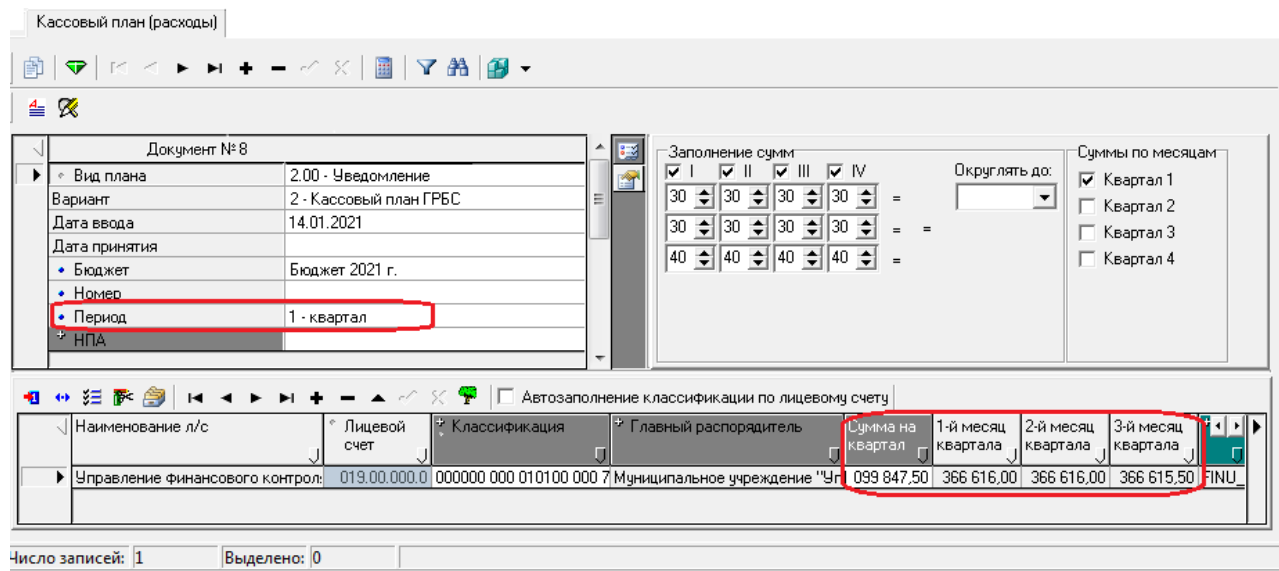 Кассовый план (расходы)
Документ № 8
Вид плана 2.00 - Уведомление
Вариант 2 - Кассовый план ГРБС
Дата ввода 14.01.2021
Дата принятия
Бюджет Бюджет 2021 г.
Номер
Период 1 - квартал
НПА
Заполнение сумм
I II III IV Округлять до:
30 30 30 30 =
30 30 30 30 = =
40 40 40 40 =
Суммы по месяцам
Квартал 1
Квартал 2
Квартал 3
Квартал 4
Автозаполнение классификации по лицевому счету
Наименование л/с Лицевой счет Классификация Главный распорядитель Сумма на квартал 1-й месяц квартала 2-й месяц квартала 3-й месяц квартала
Управление финансового контрол 019.00.000.0 000000 000 010100 000 7 Муниципальное учреждение "Уп 099 847,50 366 616,00 366 616,00 366 615,50 FINU_
Число записей: 1 Выделено: 0